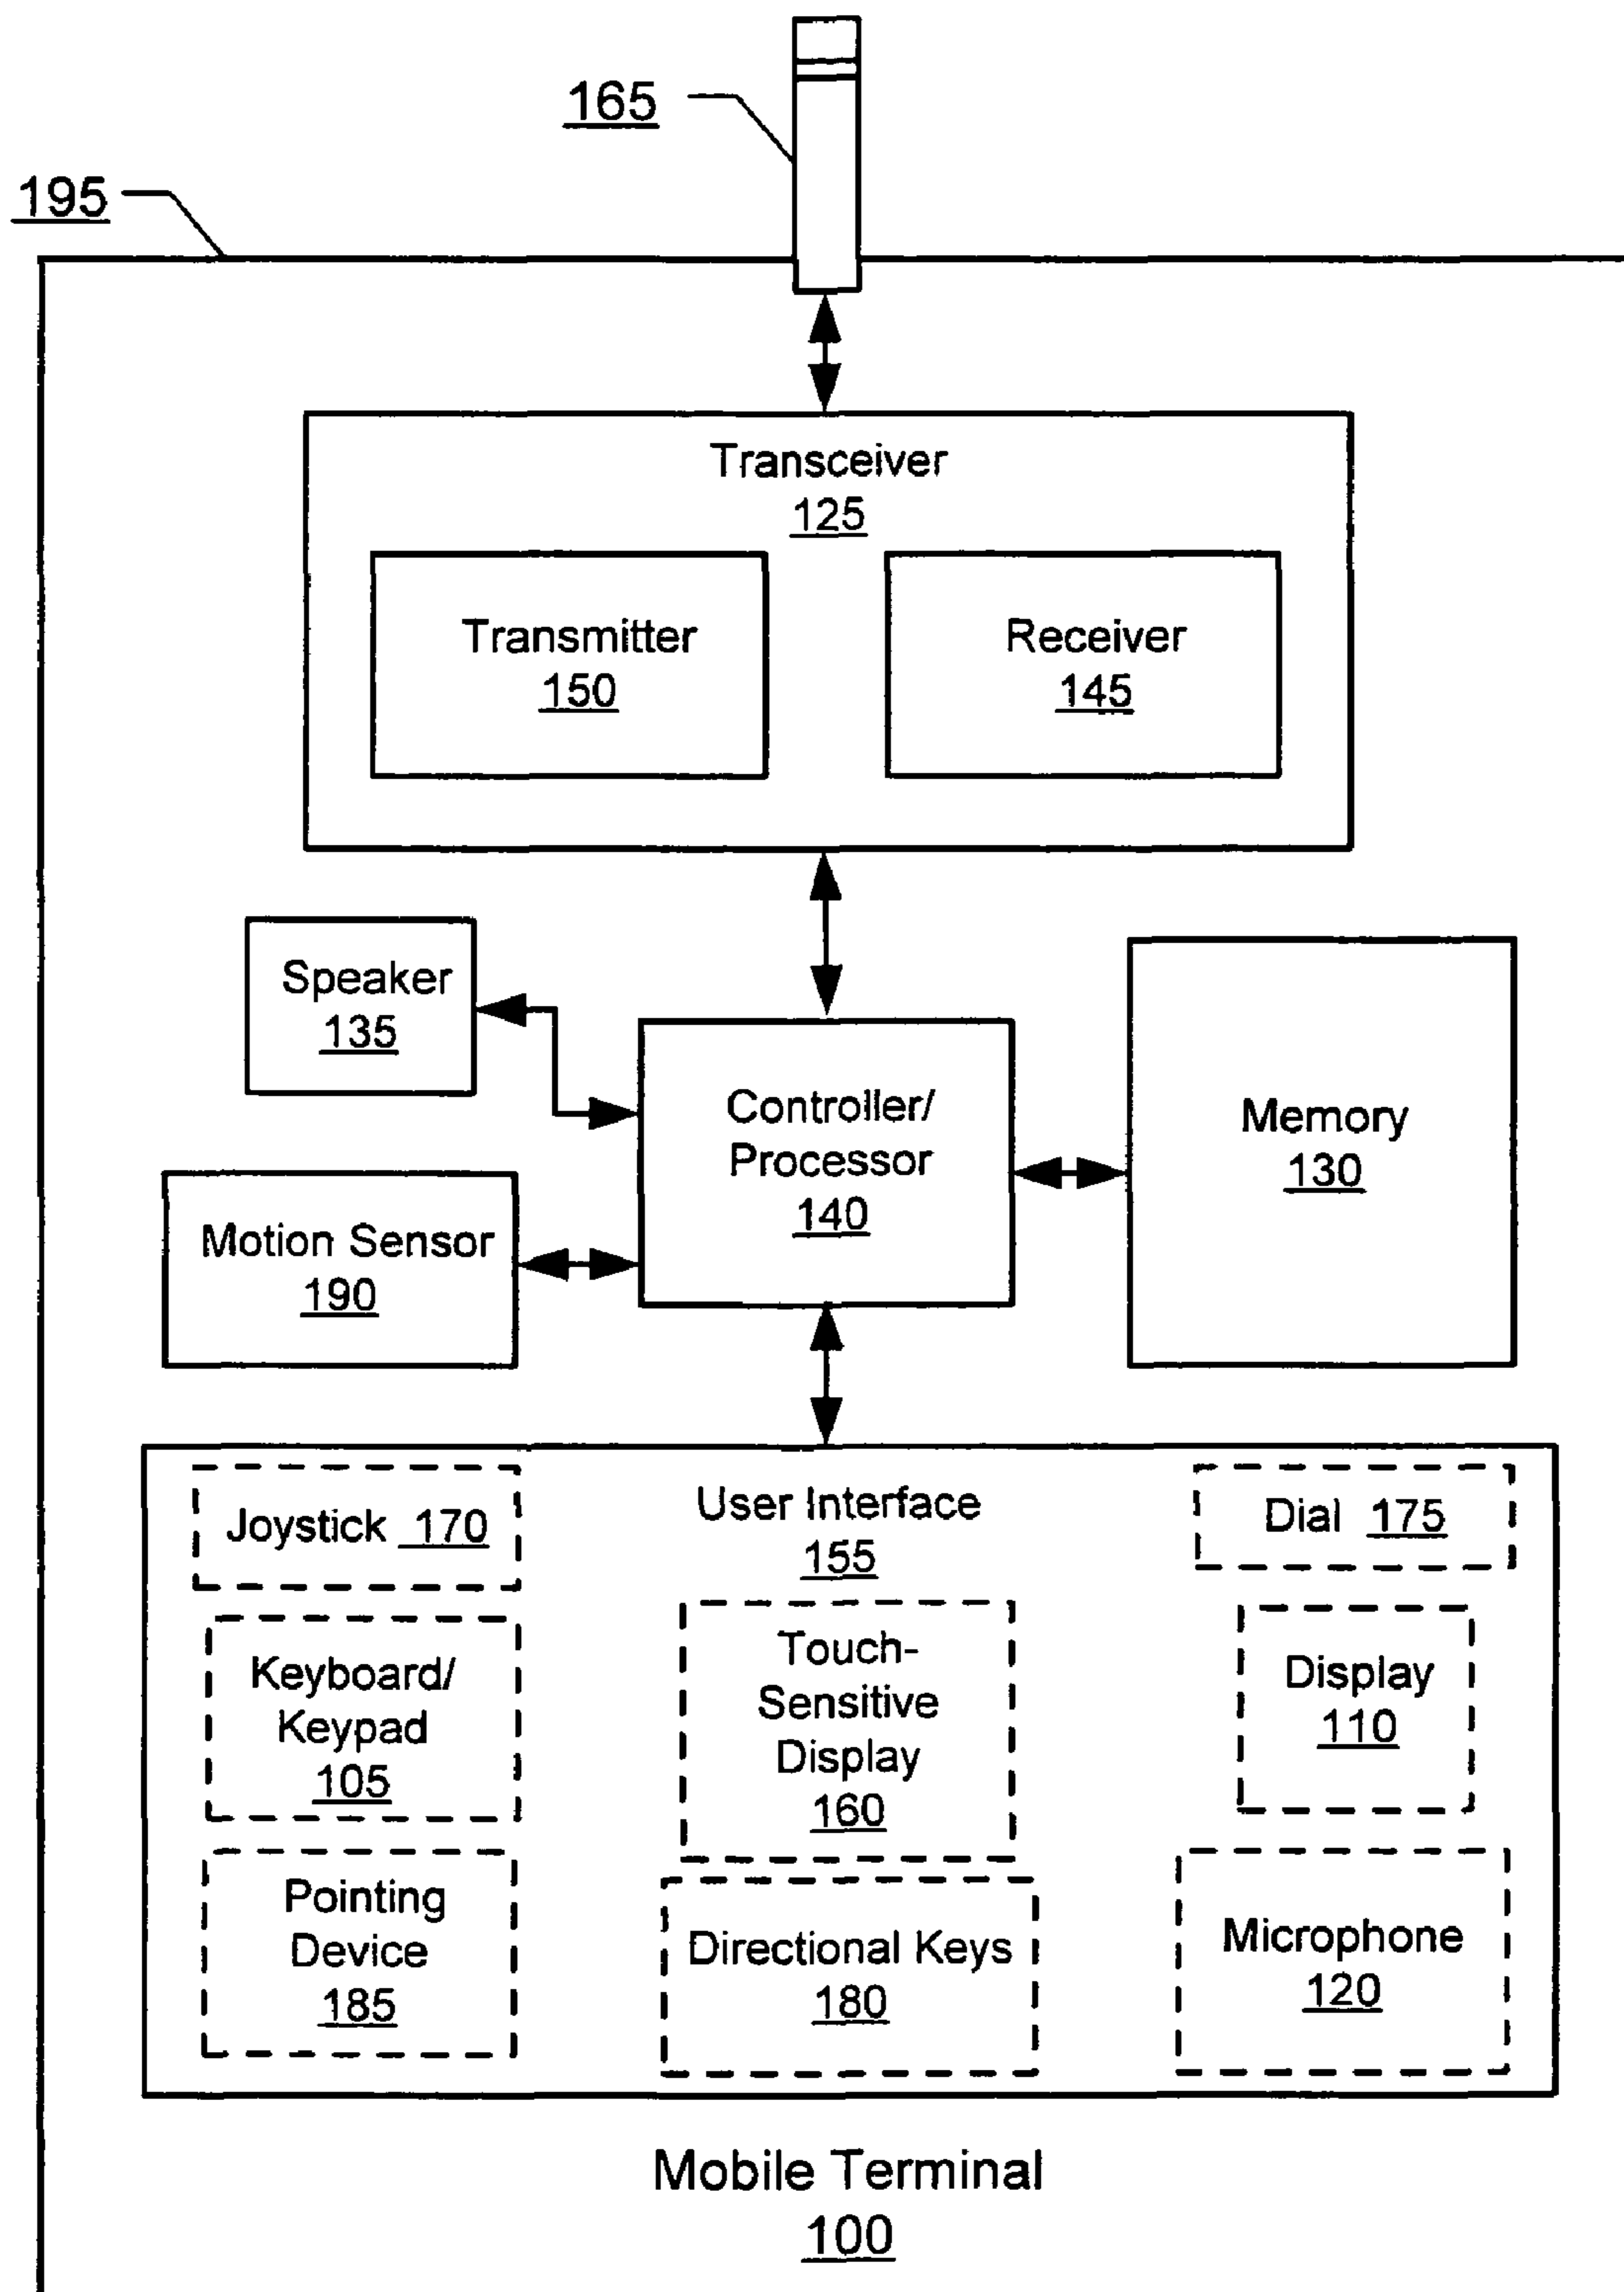 165
195
Transceiver
125
Transmitter
150
Receiver
145
Speaker
135
Controller/
Processor
140
Memory
130
Motion Sensor
190
Joystick 170
User Interface
155
Dial 175
Keyboard/
Keypad
105
Touch-
Sensitive
Display
160
Display
110
Pointing
Device
185
Directional Keys
180
Microphone
120
Mobile Terminal
100